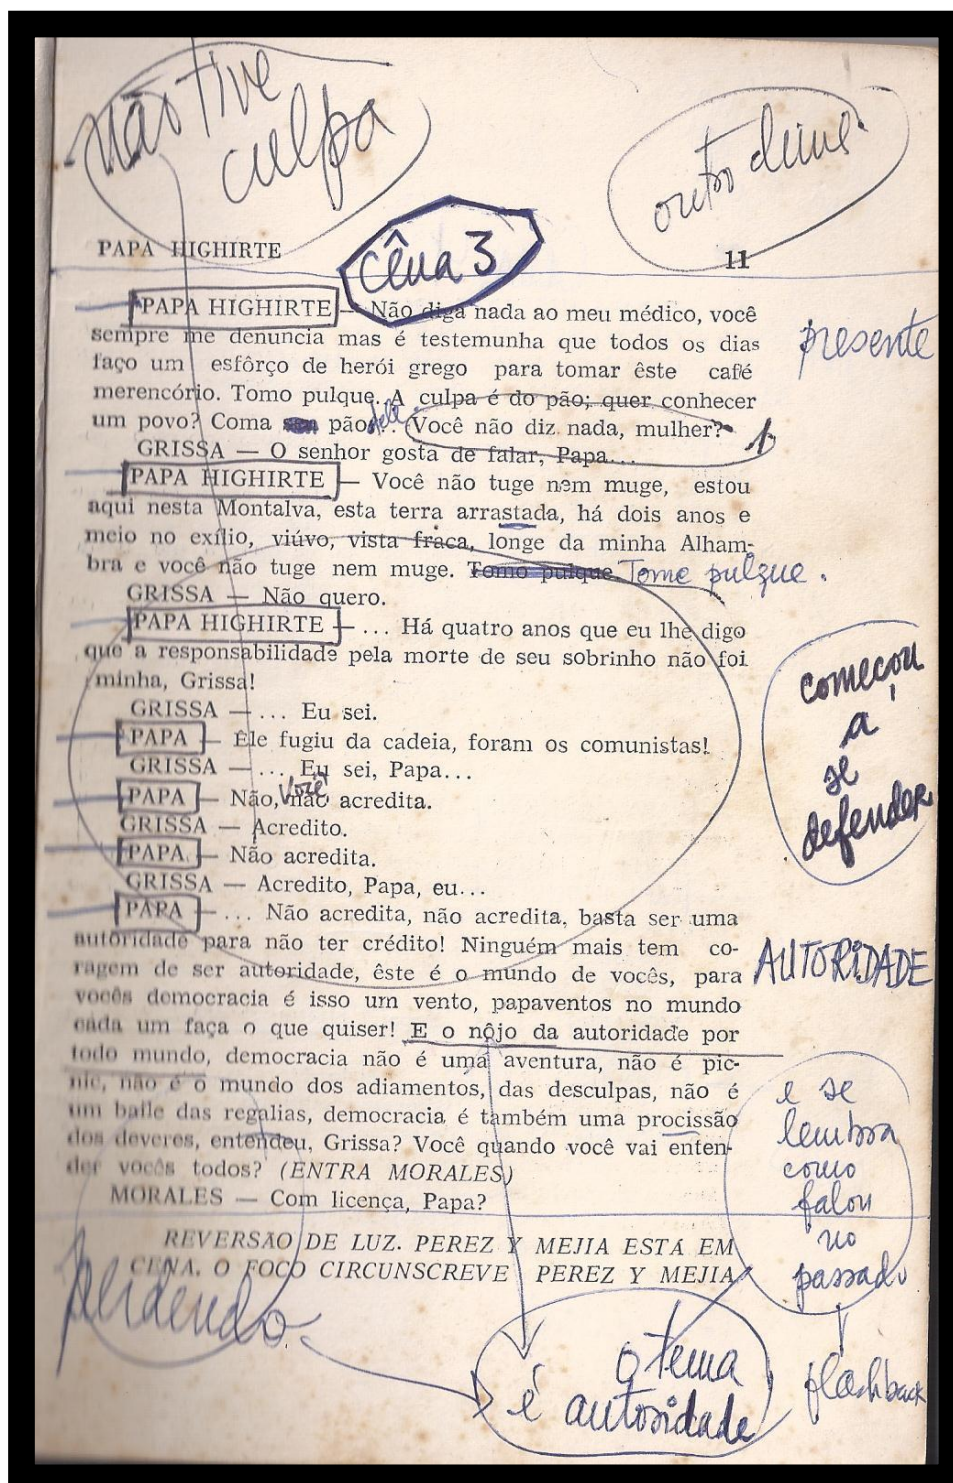 não tive
culpa
outro
PAPA HIGHIRTE
cêna 3
11
PAPA HIGHIRTE — Não diga nada ao meu médico, você
presente
sempre me denuncia mas é testemunha que todos os dias
faço um esfôrço de herói grego para tomar êste café
merencório. Tomo pulque. A culpa é do pão; quer conhecer
um povo? Coma seu pão dele... Você não diz nada, mulher?
GRISSA — O senhor gosta de falar, Papa...
PAPA HIGHIRTE — Você não tuge nem muge, estou
aqui nesta Montalva, esta terra arrastada, há dois anos e
meio no exílio, viúvo, vista fraca, longe da minha Alham-
bra e você não tuge nem muge. Tomo pulque. Tome pulque.
GRISSA — Não quero.
PAPA HIGHIRTE — ... Há quatro anos que eu lhe digo
que a responsabilidade pela morte de seu sobrinho não foi
minha, Grissa!
começou
a
se
defender
GRISSA — ... Eu sei.
PAPA — Êle fugiu da cadeia, foram os comunistas!
GRISSA — ... Eu sei, Papa...
PAPA — Não, você não acredita.
GRISSA — Acredito.
PAPA — Não acredita.
GRISSA — Acredito, Papa, eu...
PAPA — ... Não acredita, não acredita, basta ser uma
autoridade para não ter crédito! Ninguém mais tem co-
ragem de ser autoridade, êste é o mundo de vocês, para
AUTORIDADE
vocês democracia é isso um vento, papaventos no mundo
cada um faça o que quiser! E o nôjo da autoridade por
todo mundo, democracia não é uma aventura, não é pic-
nic, não é o mundo dos adiamentos, das desculpas, não é
um baile das regalias, democracia é também uma procissão
dos deveres, entendeu, Grissa? Você quando você vai enten-
der vocês todos? (ENTRA MORALES)
MORALES — Com licença, Papa?
e se
lembra
como
falou
no
passado
flashback
REVERSÃO DE LUZ. PEREZ Y MEJIA ESTÁ EM
CENA. O FOCO CIRCUNSCREVE PEREZ Y MEJIA
o tema
é autoridade